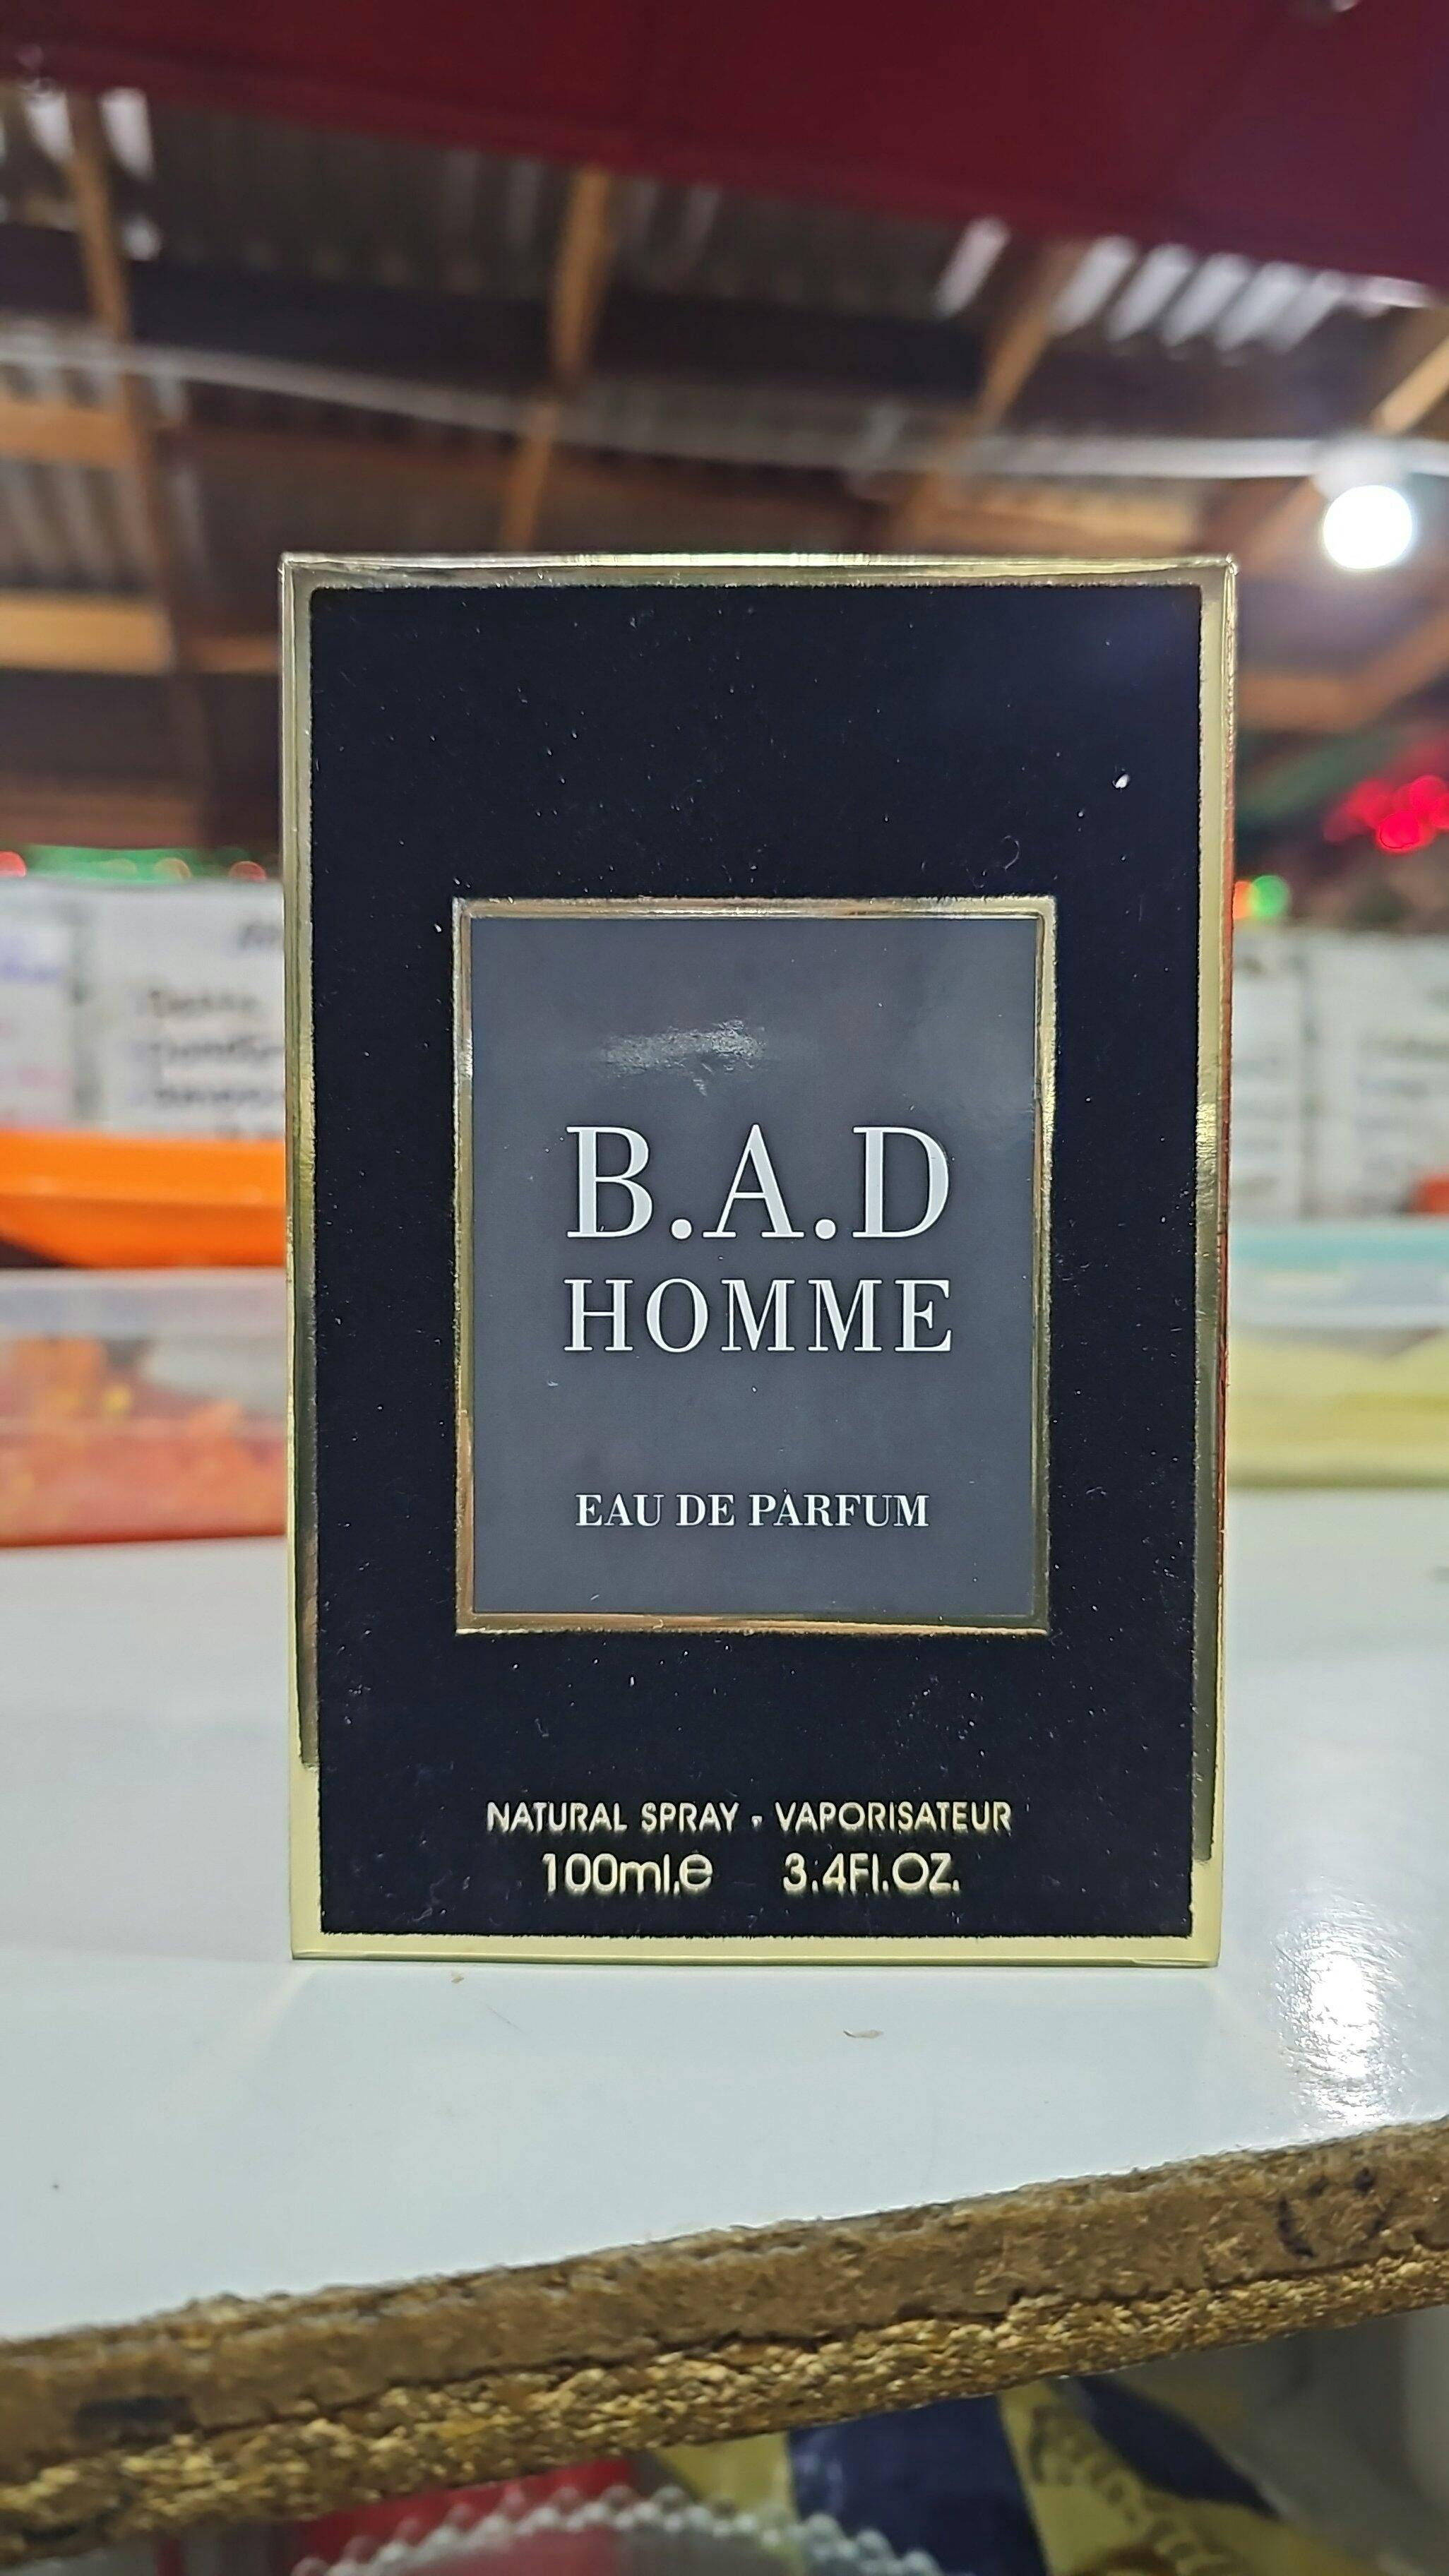 B.A.D
HOMME
EAU DE PARFUM
NATURAL SPRAY - VAPORISATEUR
100ml.e 3.4Fl.OZ.